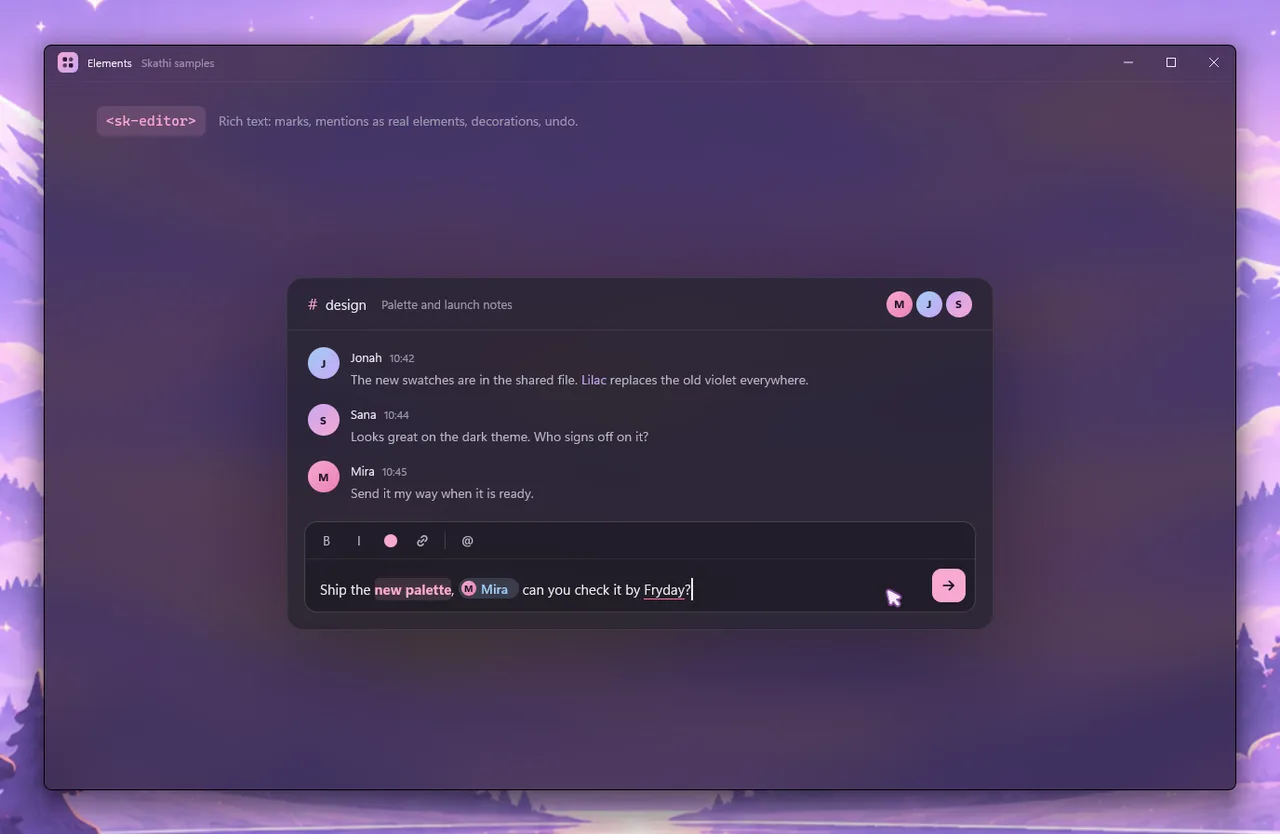 Elements Skathi samples
<sk-editor> Rich text: marks, mentions as real elements, decorations, undo.
# design Palette and launch notes M J S
J Jonah 10:42
The new swatches are in the shared file. Lilac replaces the old violet everywhere.
S Sana 10:44
Looks great on the dark theme. Who signs off on it?
M Mira 10:45
Send it my way when it is ready.
B I @
Ship the new palette, M Mira can you check it by Fryday?